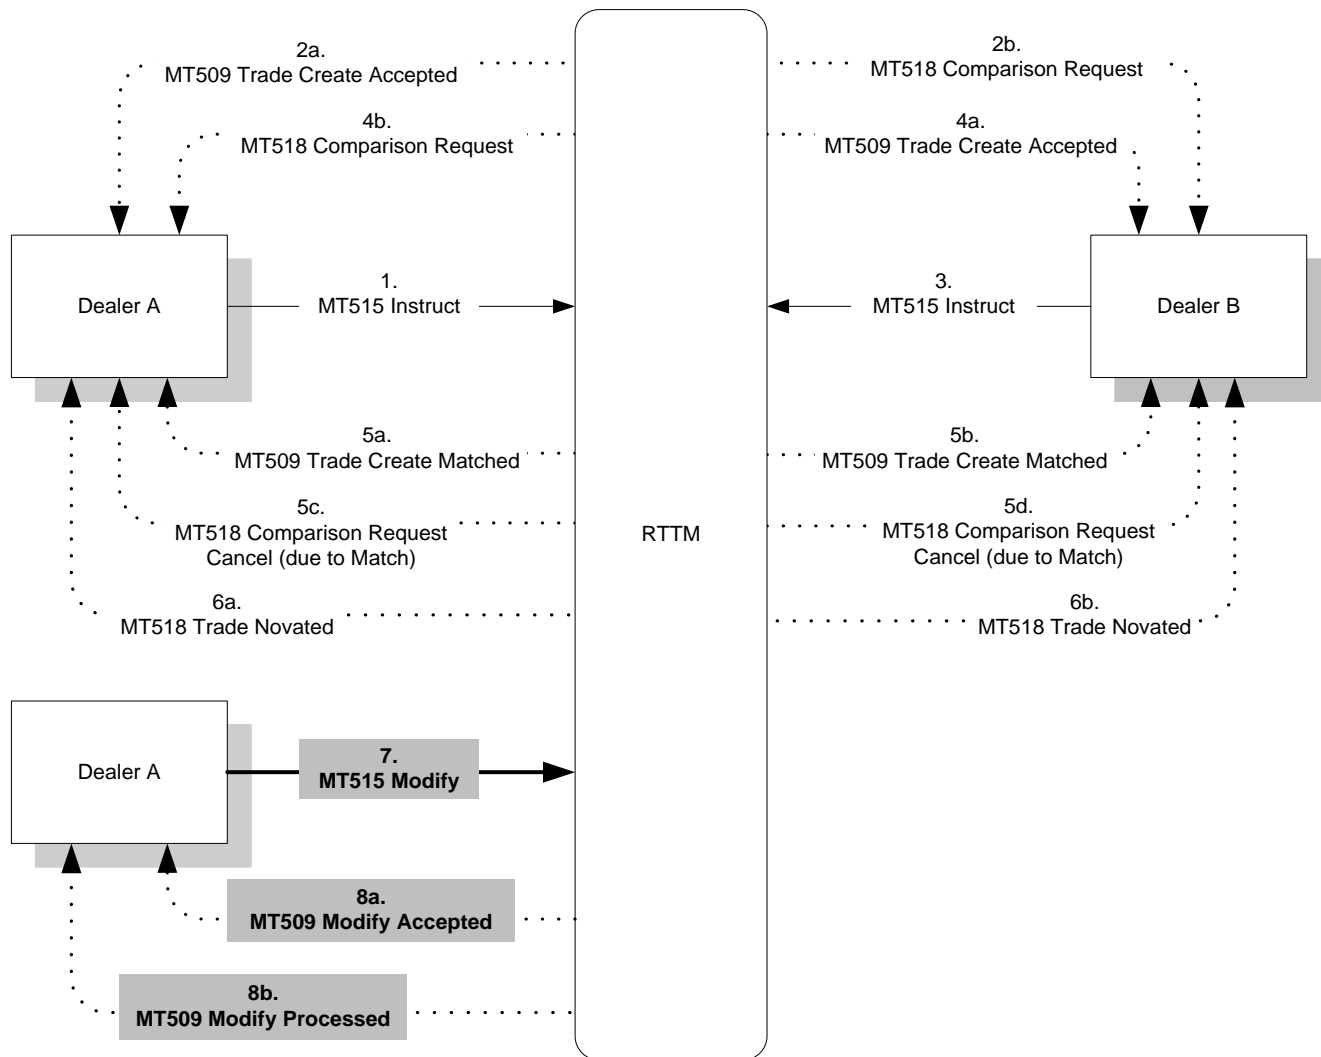 2a.
MT509 Trade Create Accepted
2b.
MT518 Comparison Request
4b.
MT518 Comparison Request
4a.
MT509 Trade Create Accepted
Dealer A
1.
MT515 Instruct
3.
MT515 Instruct
Dealer B
5a.
MT509 Trade Create Matched
5b.
MT509 Trade Create Matched
5c.
MT518 Comparison Request
Cancel (due to Match)
RTTM
5d.
MT518 Comparison Request
Cancel (due to Match)
6a.
MT518 Trade Novated
6b.
MT518 Trade Novated
Dealer A
7.
MT515 Modify
8a.
MT509 Modify Accepted
8b.
MT509 Modify Processed